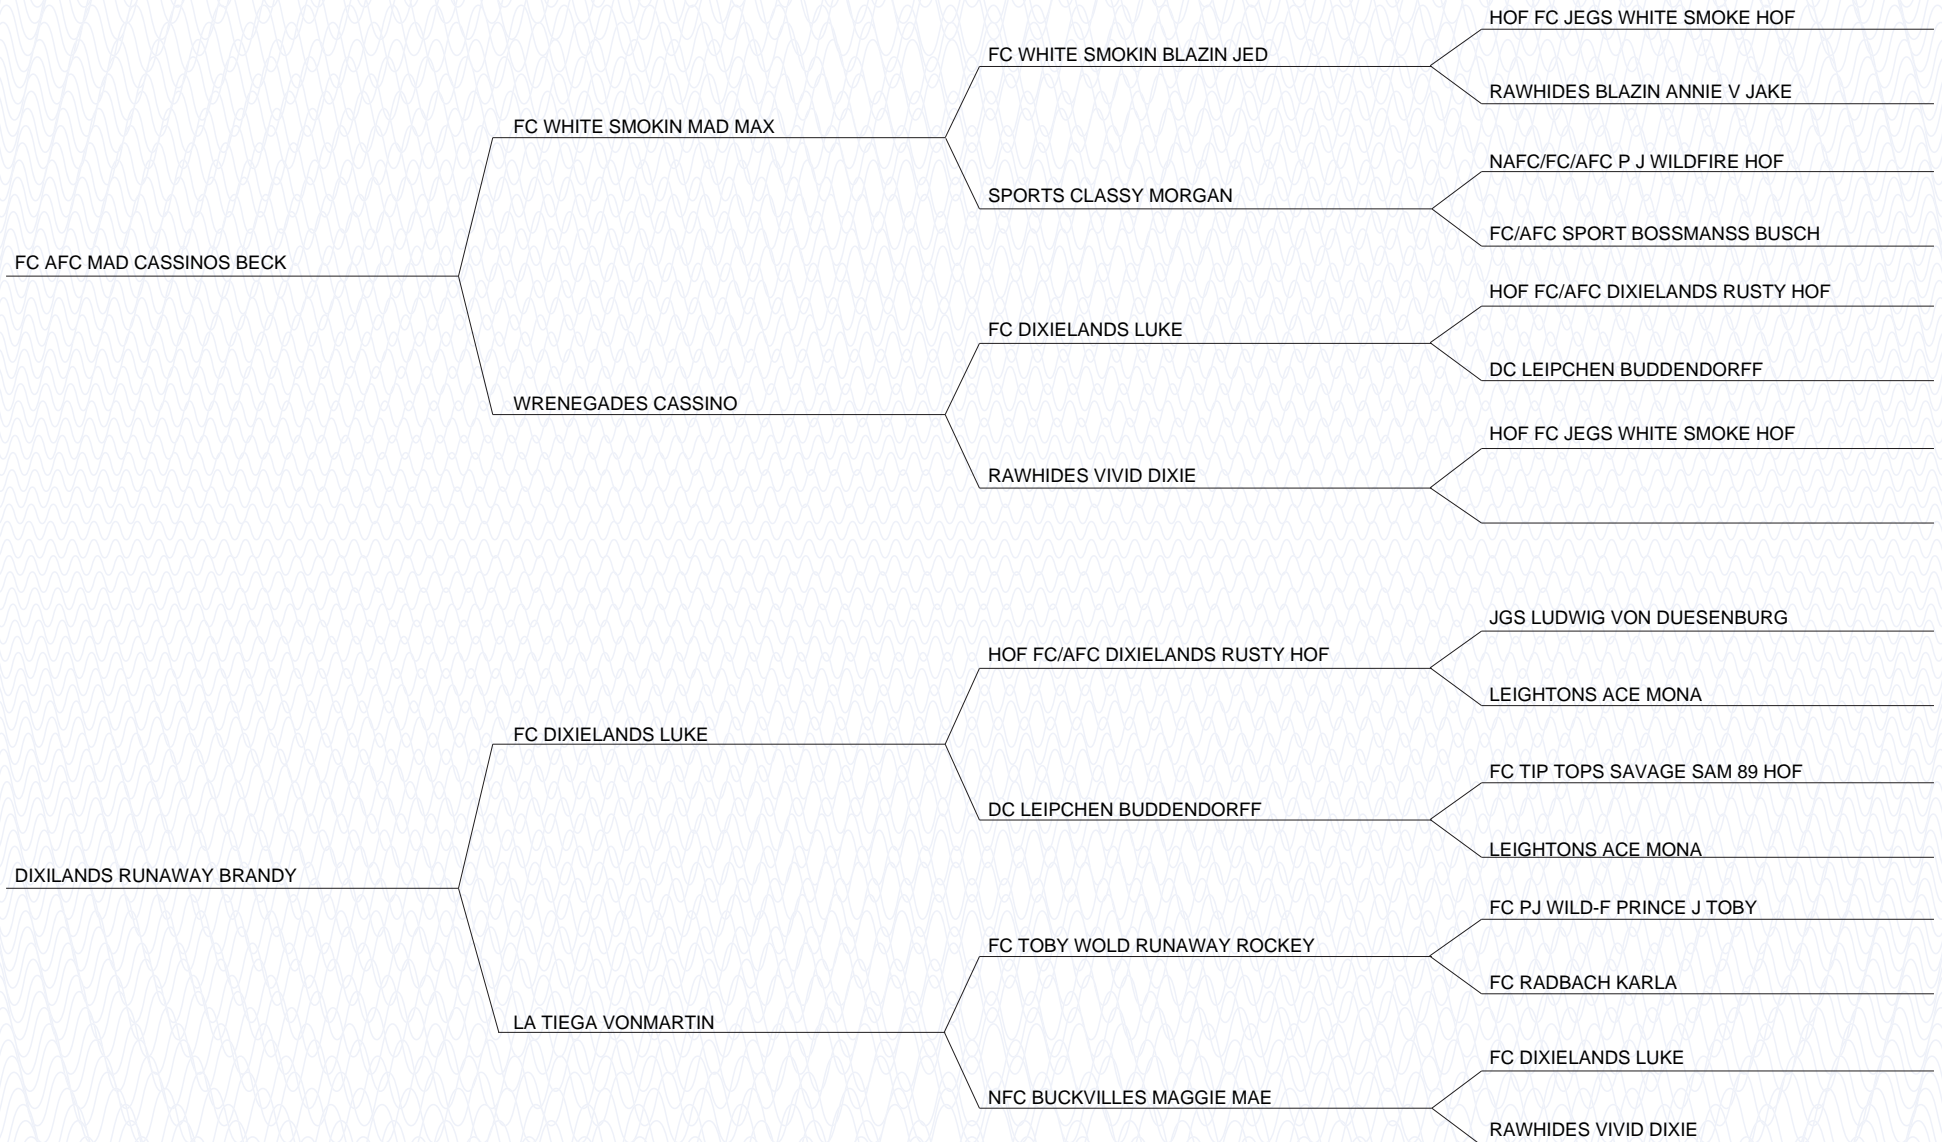 HOF FC JEGS WHITE SMOKE HOF
FC WHITE SMOKIN BLAZIN JED
RAWHIDES BLAZIN ANNIE V JAKE
FC WHITE SMOKIN MAD MAX
NAFC/FC/AFC P J WILDFIRE HOF
SPORTS CLASSY MORGAN
FC/AFC SPORT BOSSMANSS BUSCH
FC AFC MAD CASSINOS BECK
HOF FC/AFC DIXIELANDS RUSTY HOF
FC DIXIELANDS LUKE
DC LEIPCHEN BUDDENDORFF
WRENEGADES CASSINO
HOF FC JEGS WHITE SMOKE HOF
RAWHIDES VIVID DIXIE
JGS LUDWIG VON DUESENBURG
HOF FC/AFC DIXIELANDS RUSTY HOF
LEIGHTONS ACE MONA
FC DIXIELANDS LUKE
FC TIP TOPS SAVAGE SAM 89 HOF
DC LEIPCHEN BUDDENDORFF
LEIGHTONS ACE MONA
DIXILANDS RUNAWAY BRANDY
FC PJ WILD-F PRINCE J TOBY
FC TOBY WOLD RUNAWAY ROCKEY
FC RADBACH KARLA
LA TIEGA VONMARTIN
FC DIXIELANDS LUKE
NFC BUCKVILLES MAGGIE MAE
RAWHIDES VIVID DIXIE